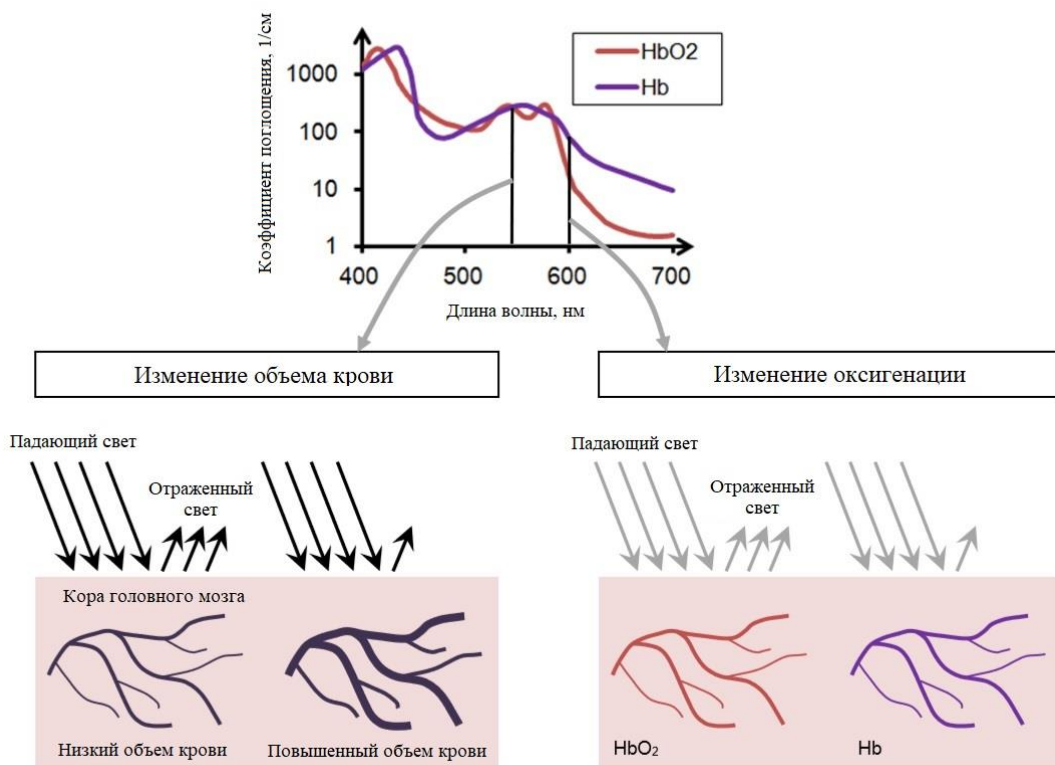 Коэффициент поглощения, 1/см
1000
100
10
1
HbO2
Hb
400 500 600 700
Длина волны, нм
Изменение объема крови
Изменение оксигенации
Падающий свет
Отраженный
свет
Кора головного мозга
Низкий объем крови
Повышенный объем крови
Падающий свет
Отраженный
свет
HbO₂
Hb